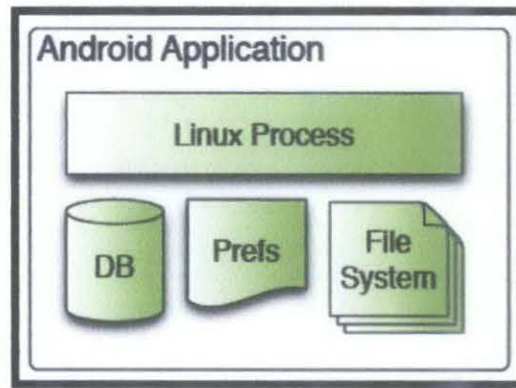 Android Application
Linux Process
DB
Prefs
File
System